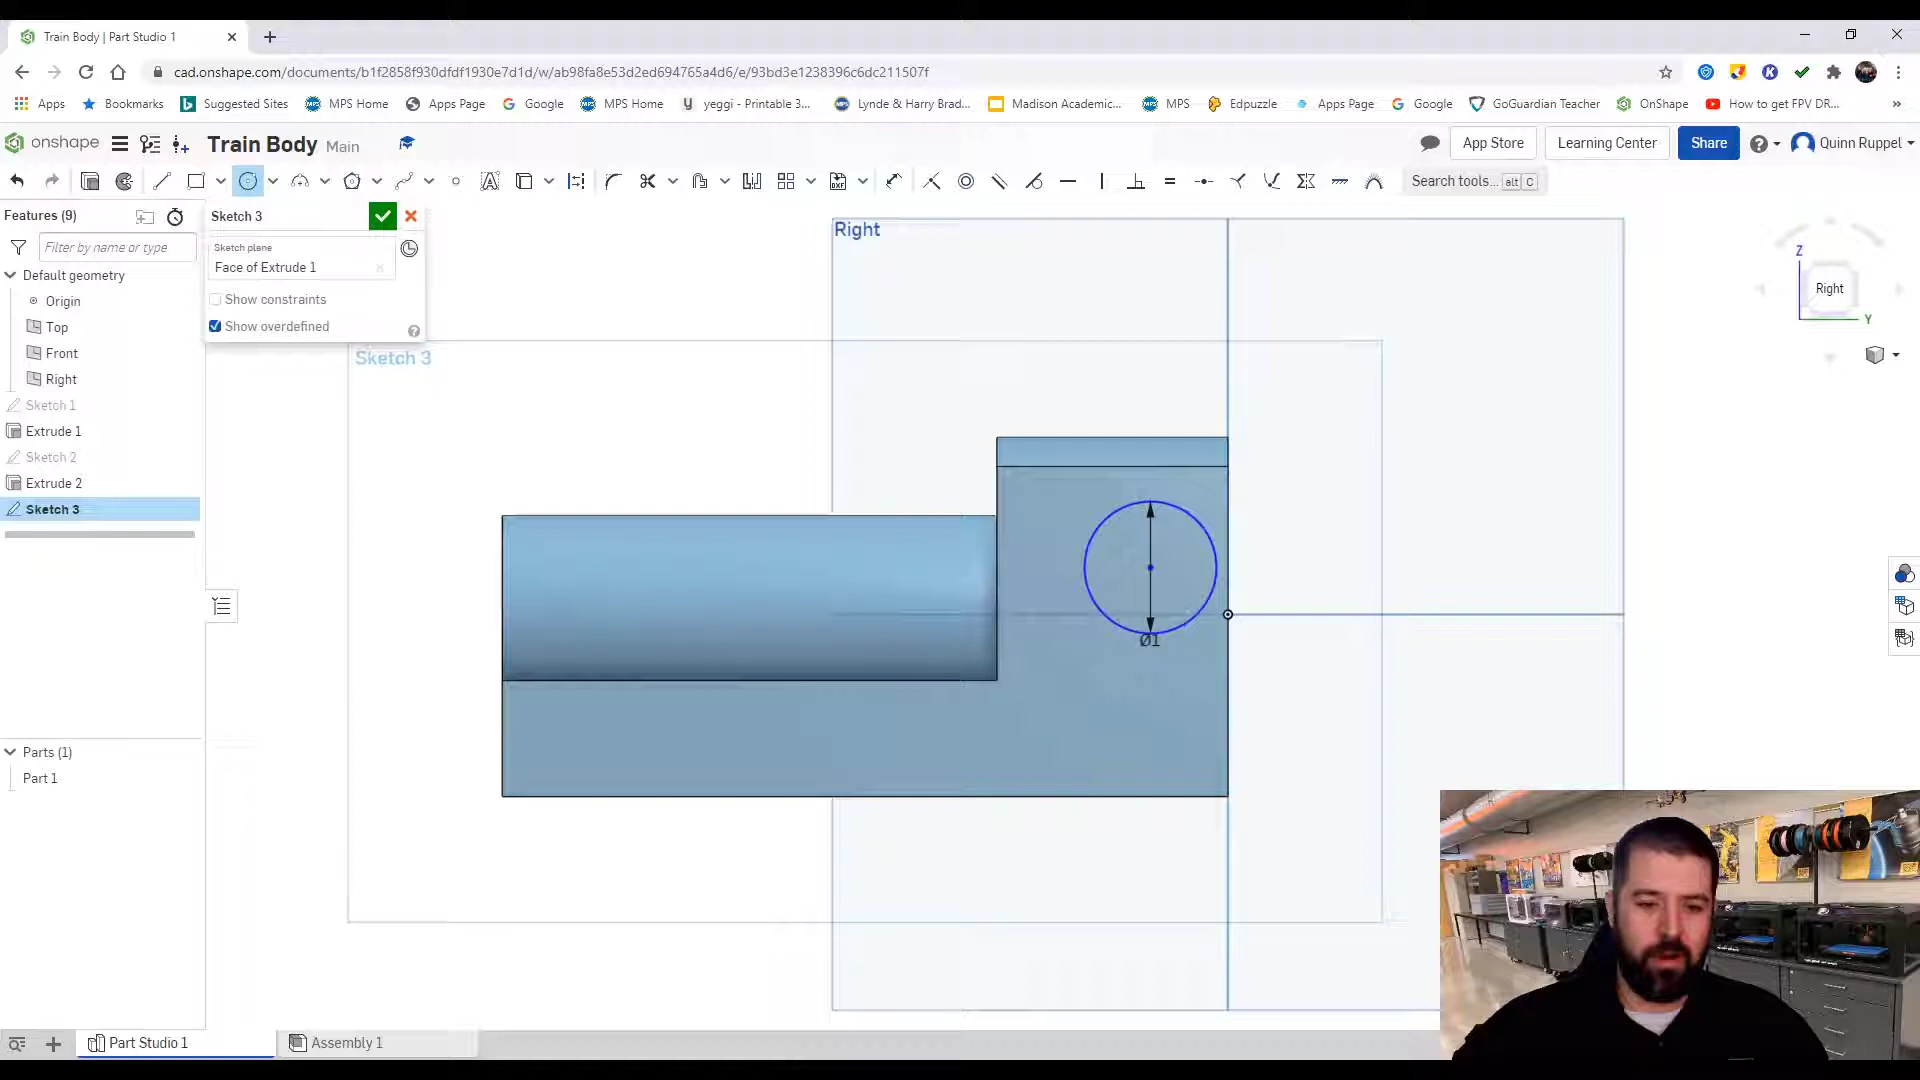 Train Body | Part Studio 1
cad.onshape.com/documents/b1f2858f930dfdf1930e7d1d/w/ab98fa8e53d2ed694765a4d6/e/93bd3e1238396c6dc211507f
Apps
Bookmarks
Suggested Sites
MPS Home
Apps Page
Google
MPS Home
yeggi - Printable 3...
Lynde & Harry Brad...
Madison Academic...
MPS
Edpuzzle
Apps Page
Google
GoGuardian Teacher
OnShape
How to get FPV DR...
onshape
Train Body Main
App Store
Learning Center
Share
Quinn Ruppel
Search tools... alt C
Features (9)
Filter by name or type
Default geometry
Origin
Top
Front
Right
Sketch 1
Extrude 1
Sketch 2
Extrude 2
Sketch 3
Parts (1)
Part 1
Sketch 3
Sketch plane
Face of Extrude 1
Show constraints
Show overdefined
Sketch 3
Right
Ø1
Z
Right
Y
Part Studio 1
Assembly 1